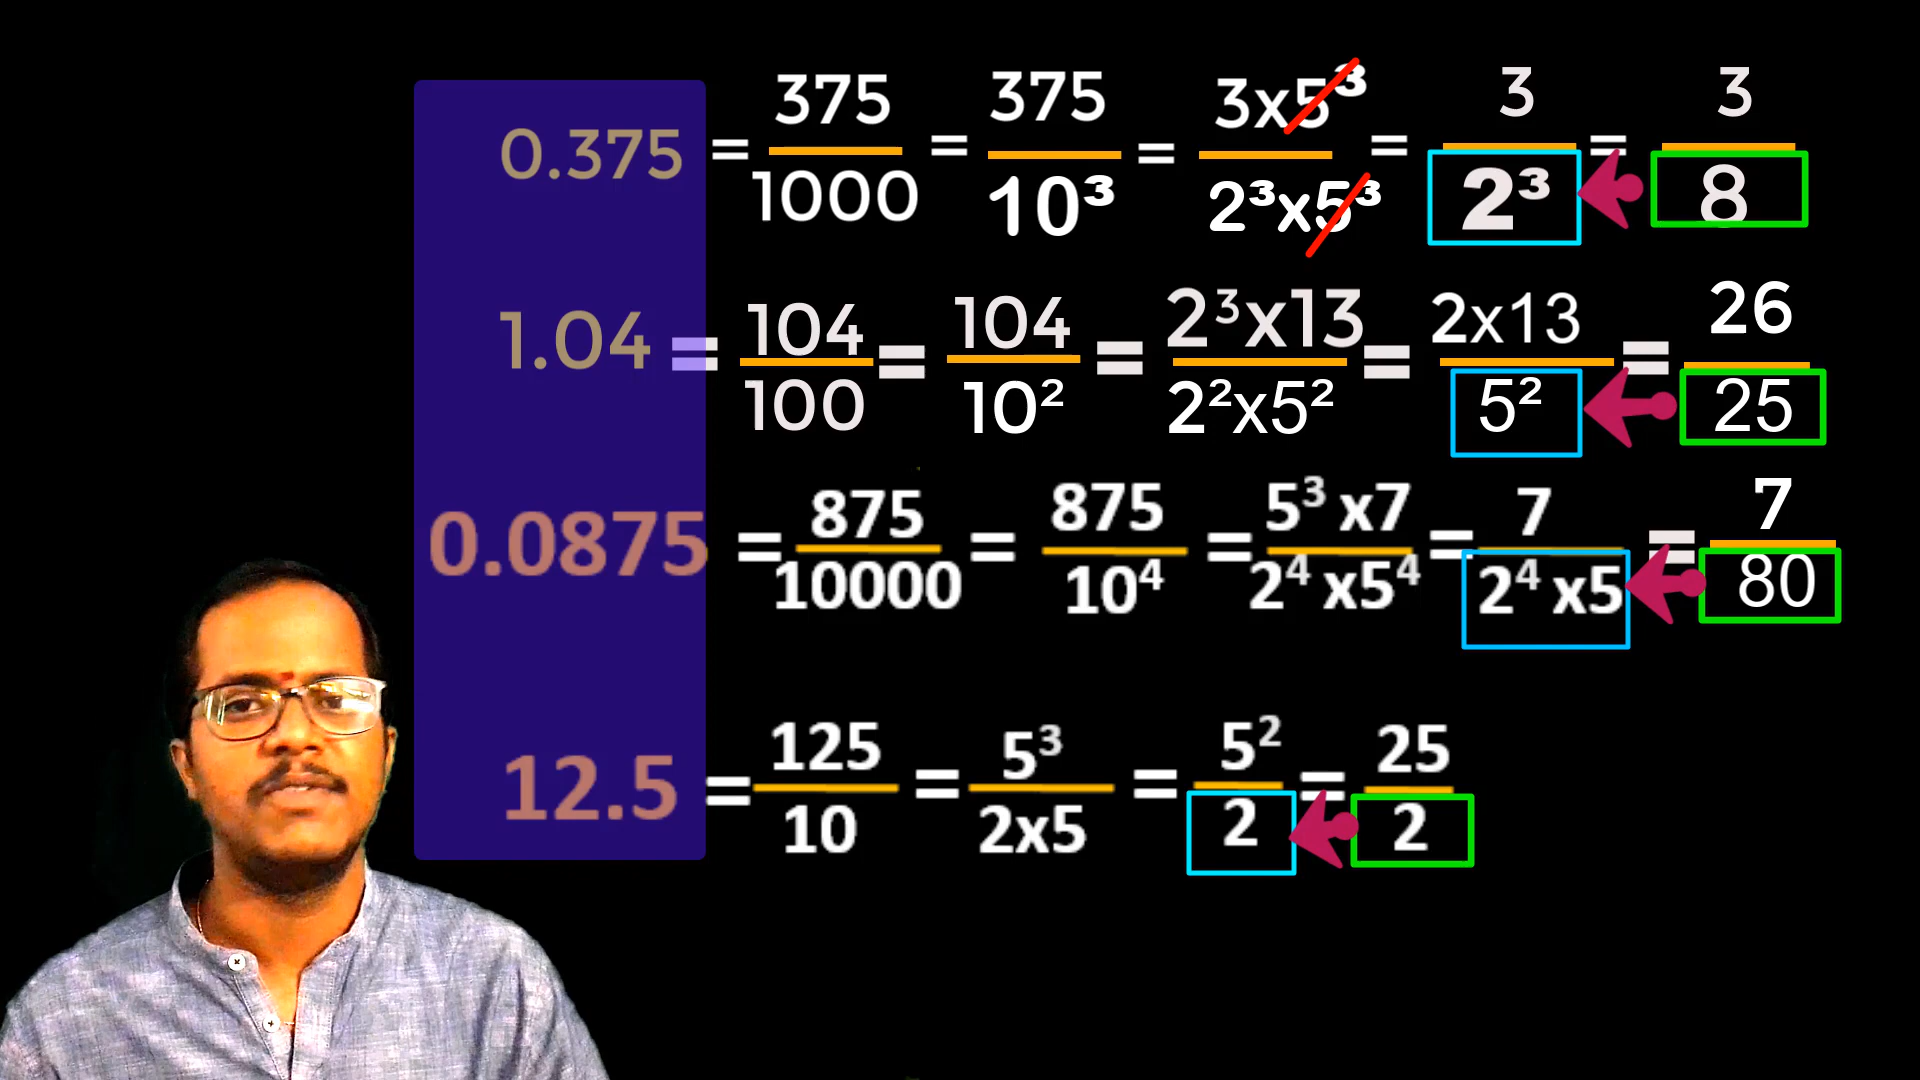 0.375 = 375/1000 = 375/10³ = 3x5³/2³x5³ = 3/2³ = 3/8
1.04 = 104/100 = 104/10² = 2³x13/2²x5² = 2x13/5² = 26/25
0.0875 = 875/10000 = 875/10⁴ = 5³x7/2⁴x5⁴ = 7/2⁴x5 = 7/80
12.5 = 125/10 = 5³/2x5 = 5²/2 = 25/2